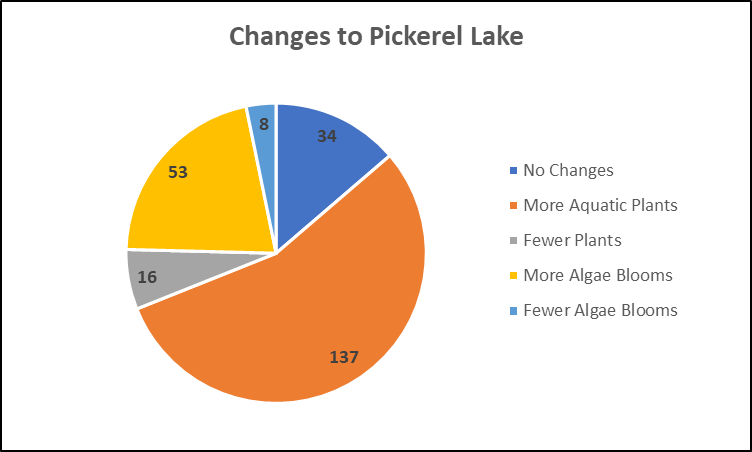 Changes to Pickerel Lake
8
34
53
16
137
No Changes
More Aquatic Plants
Fewer Plants
More Algae Blooms
Fewer Algae Blooms